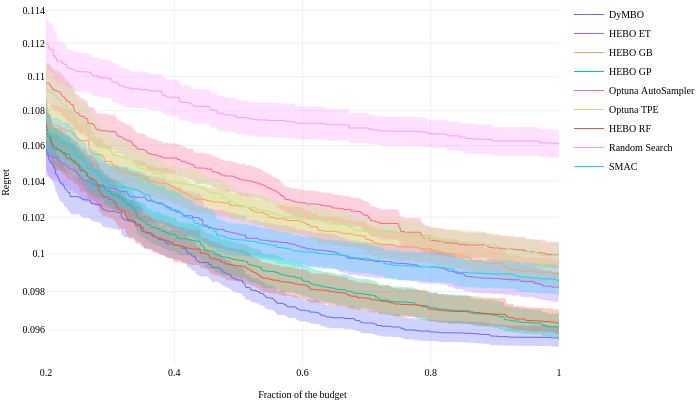 0.114
0.112
0.11
0.108
0.106
0.104
0.102
0.1
0.098
0.096
Regret
0.2
0.4
0.6
0.8
1
Fraction of the budget
DyMBO
HEBO ET
HEBO GB
HEBO GP
Optuna AutoSampler
Optuna TPE
HEBO RF
Random Search
SMAC